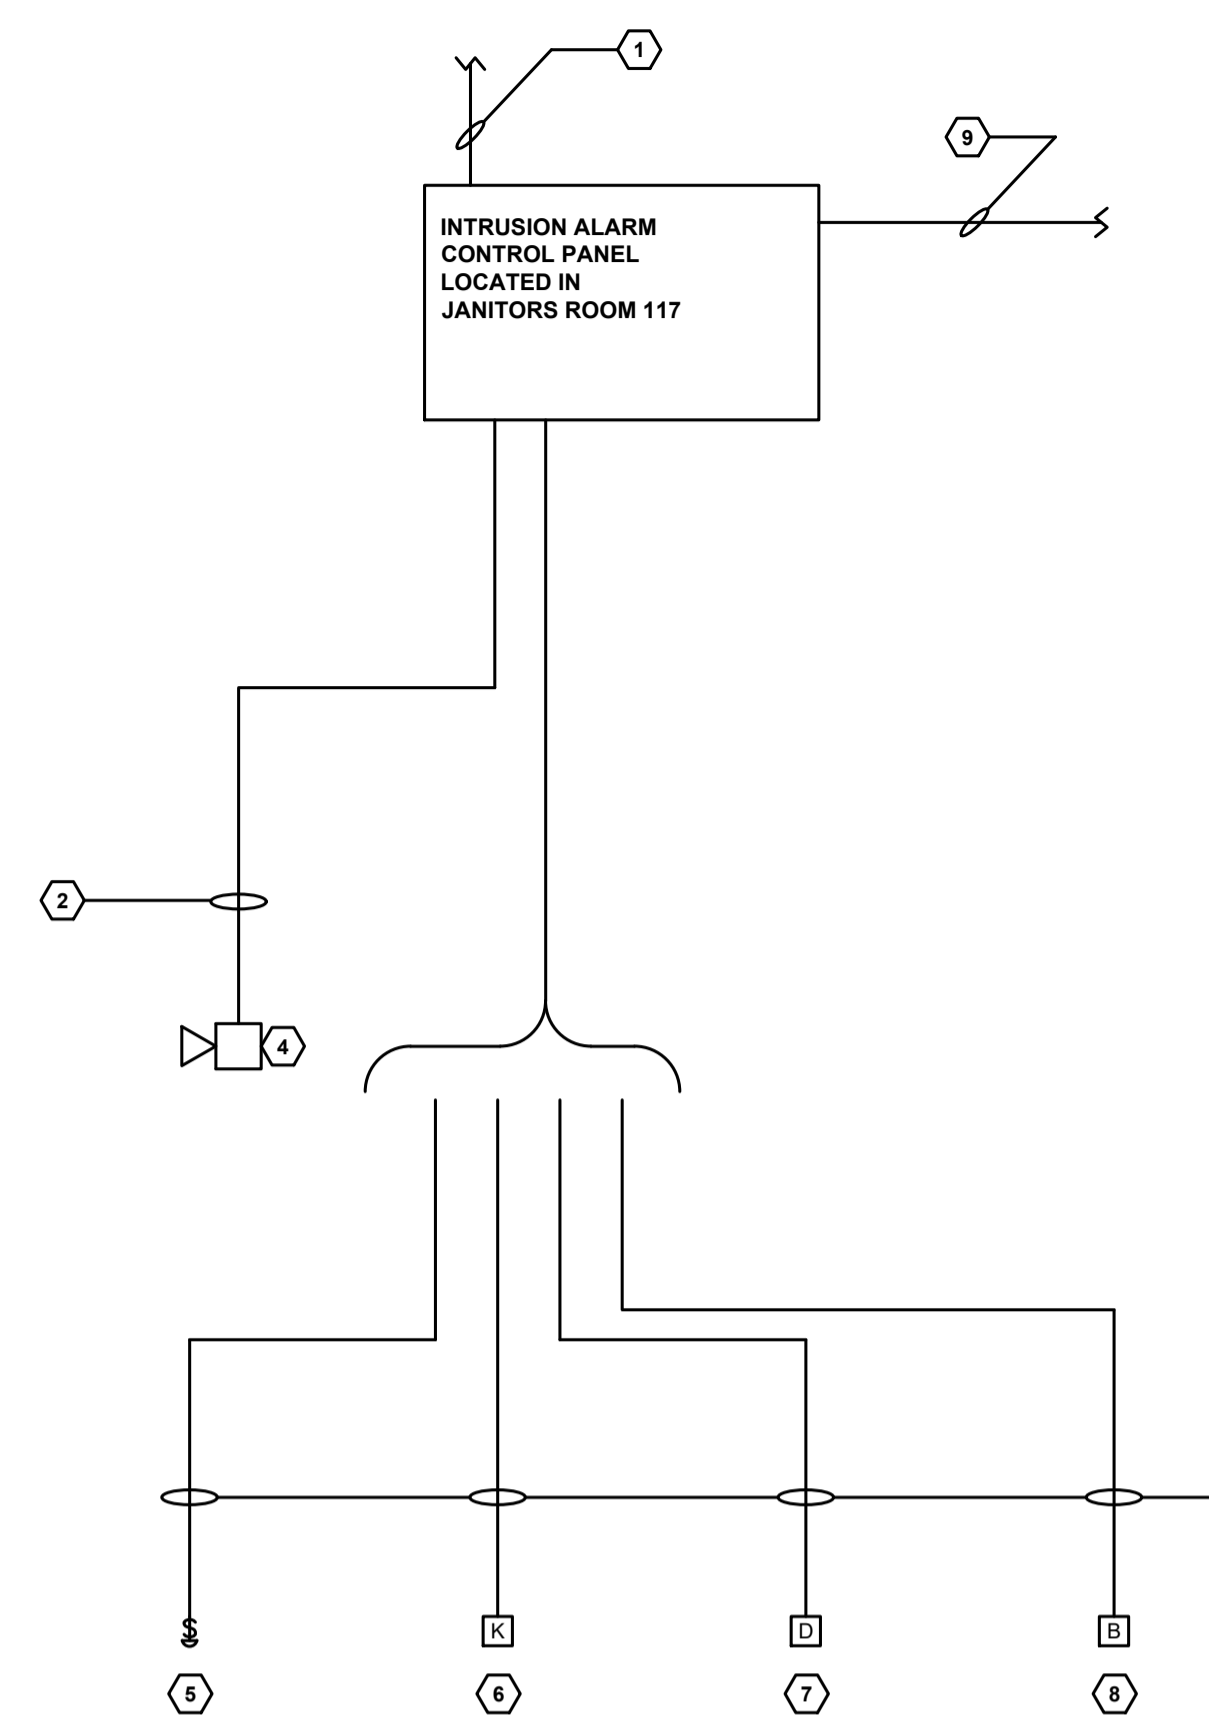 1
9
INTRUSION ALARM
CONTROL PANEL
LOCATED IN
JANITORS ROOM 117
2
4
S K D B
5 6 7 8